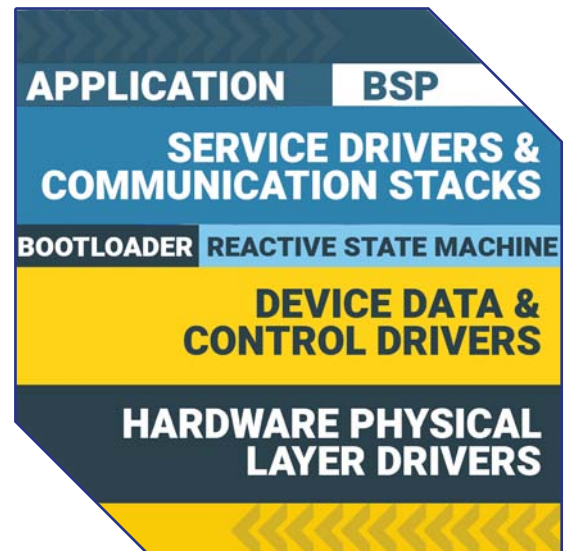 APPLICATION BSP
SERVICE DRIVERS &
COMMUNICATION STACKS
BOOTLOADER REACTIVE STATE MACHINE
DEVICE DATA &
CONTROL DRIVERS
HARDWARE PHYSICAL
LAYER DRIVERS